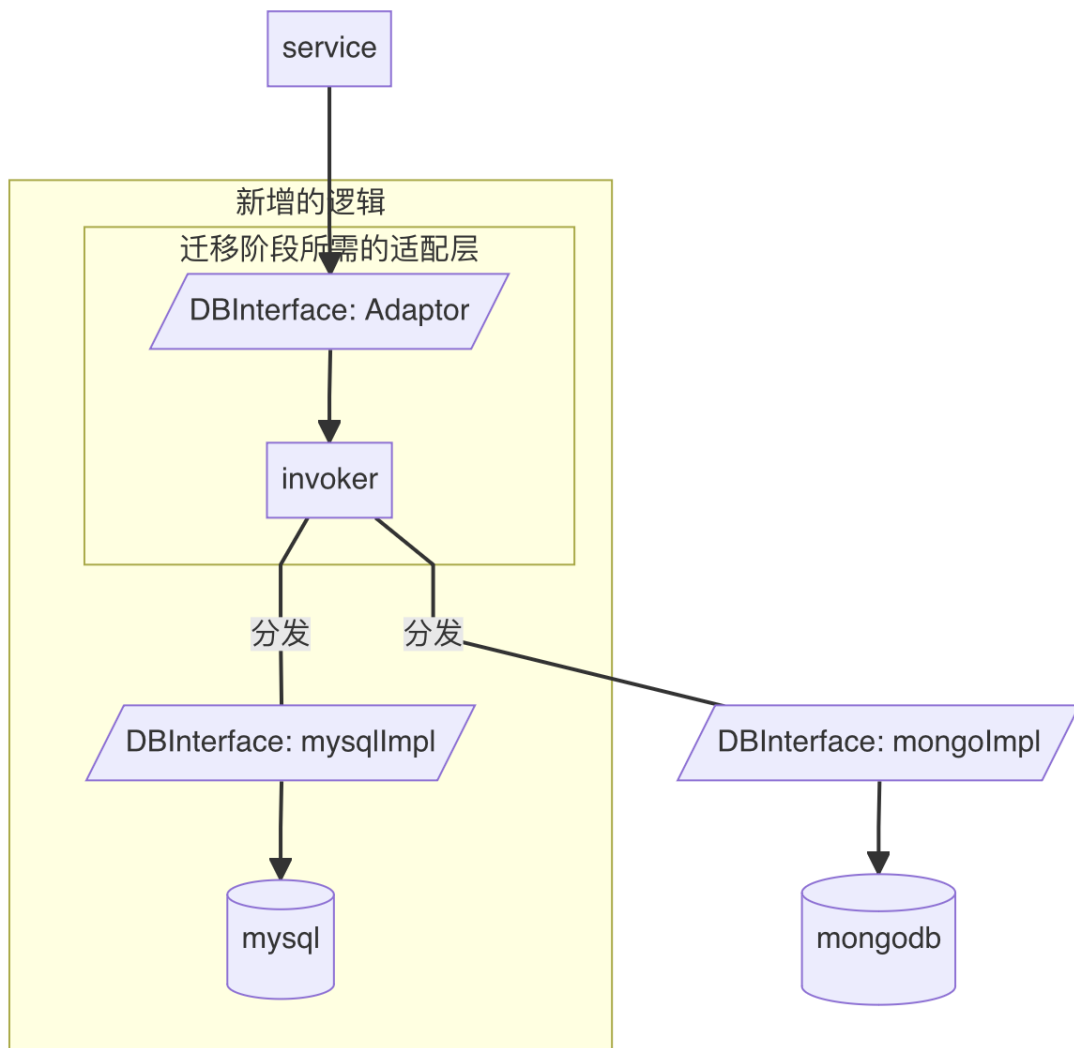 service
新增的逻辑
迁移阶段所需的适配层
DBInterface: Adaptor
invoker
分发
分发
DBInterface: mysqlImpl
DBInterface: mongoImpl
mysql
mongodb